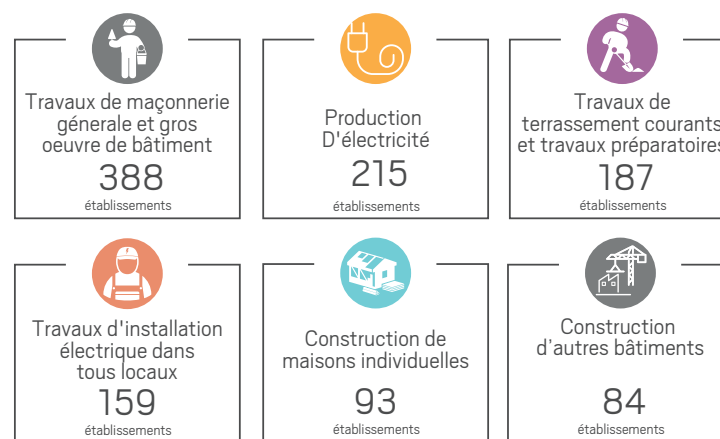 Travaux de maçonnerie
génerale et gros
oeuvre de bâtiment
388
établissements
Production
D'électricité
215
établissements
Travaux de
terrassement courants
et travaux préparatoires
187
établissements
Travaux d'installation
électrique dans
tous locaux
159
établissements
Construction de
maisons individuelles
93
établissements
Construction
d'autres bâtiments
84
établissements